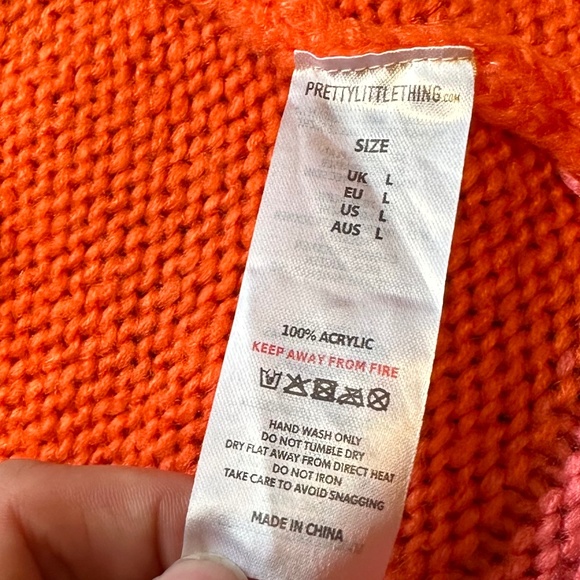 PRETTYLITTLETHING.COM
SIZE
UK L
EU L
US L
AUS L
100% ACRYLIC
KEEP AWAY FROM FIRE
HAND WASH ONLY
DO NOT TUMBLE DRY
DRY FLAT AWAY FROM DIRECT HEAT
DO NOT IRON
TAKE CARE TO AVOID SNAGGING
MADE IN CHINA